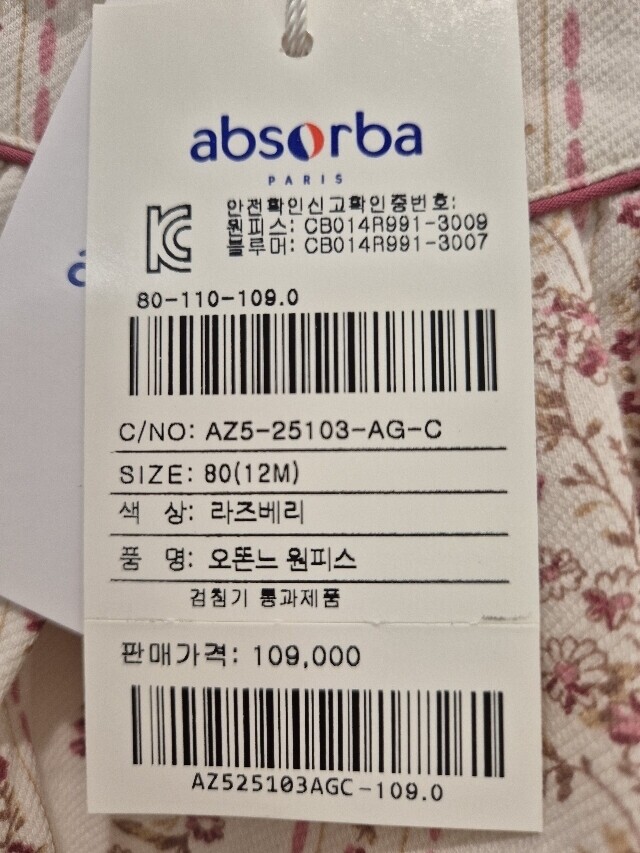 absorba
PARIS
안전확인신고확인증번호:
원피스: CB014R991-3009
블루머: CB014R991-3007
80-110-109.0
C/NO: AZ5-25103-AG-C
SIZE: 80(12M)
색 상: 라즈베리
품 명: 오똔느 원피스
검침기 통과제품
판매가격: 109,000
AZ525103AGC-109.0